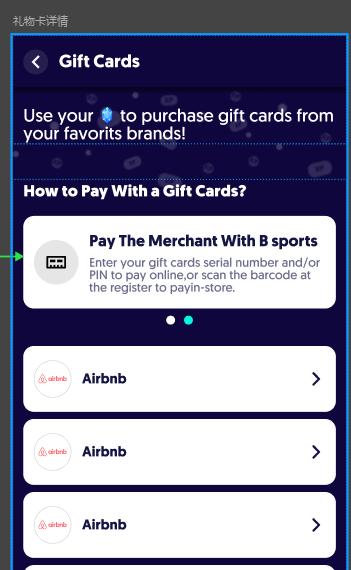 礼物卡详情
Gift Cards
Use your to purchase gift cards from
your favorits brands!
How to Pay With a Gift Cards?
Pay The Merchant With B sports
Enter your gift cards serial number and/or
PIN to pay online,or scan the barcode at
the register to payin-store.
airbnb
Airbnb
airbnb
Airbnb
airbnb
Airbnb